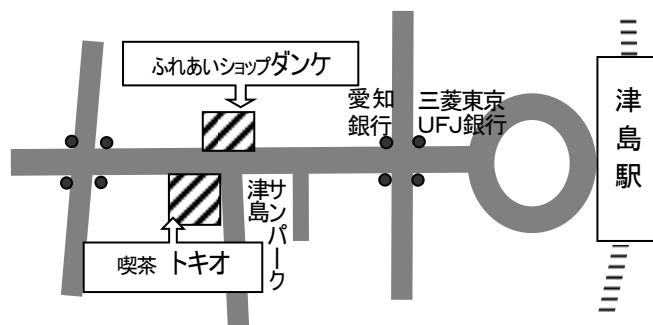 ふれあいショップダンケ
愛知
銀行
三菱東京
UFJ銀行
津島駅
津島
サンパーク
喫茶 トキオ